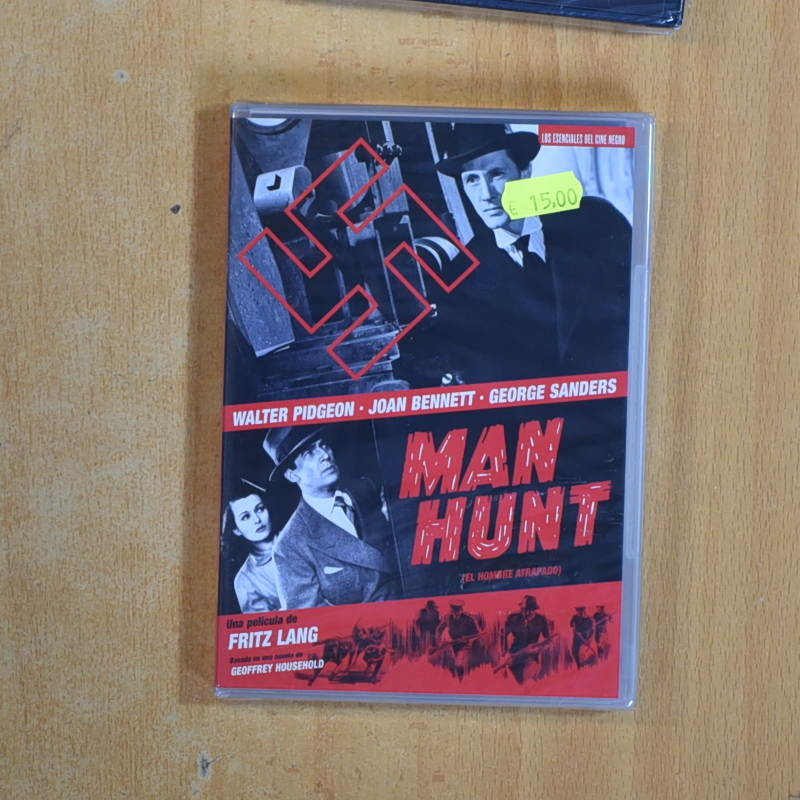 LOS ESENCIALES DEL CINE NEGRO
€ 15.00
WALTER PIDGEON · JOAN BENNETT · GEORGE SANDERS
MAN
HUNT
(EL HOMBRE ATRAPADO)
Una película de
FRITZ LANG
Basada en una novela de
GEOFFREY HOUSEHOLD